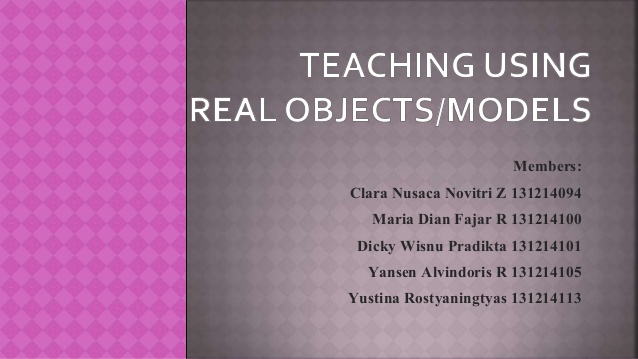 TEACHING USING
REAL OBJECTS/MODELS
Members:
Clara Nusaca Novitri Z 131214094
Maria Dian Fajar R 131214100
Dicky Wisnu Pradikta 131214101
Yansen Alvindoris R 131214105
Yustina Rostyaningtyas 131214113